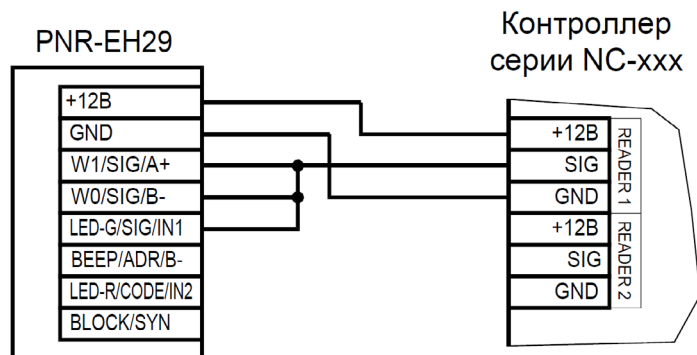 PNR-EH29
Контроллер
серии NC-xxx
+12В
GND
W1/SIG/A+
W0/SIG/B-
LED-G/SIG/IN1
BEEP/ADR/B-
LED-R/CODE/IN2
BLOCK/SYN
+12В
SIG
GND
READER 1
+12В
SIG
GND
READER 2